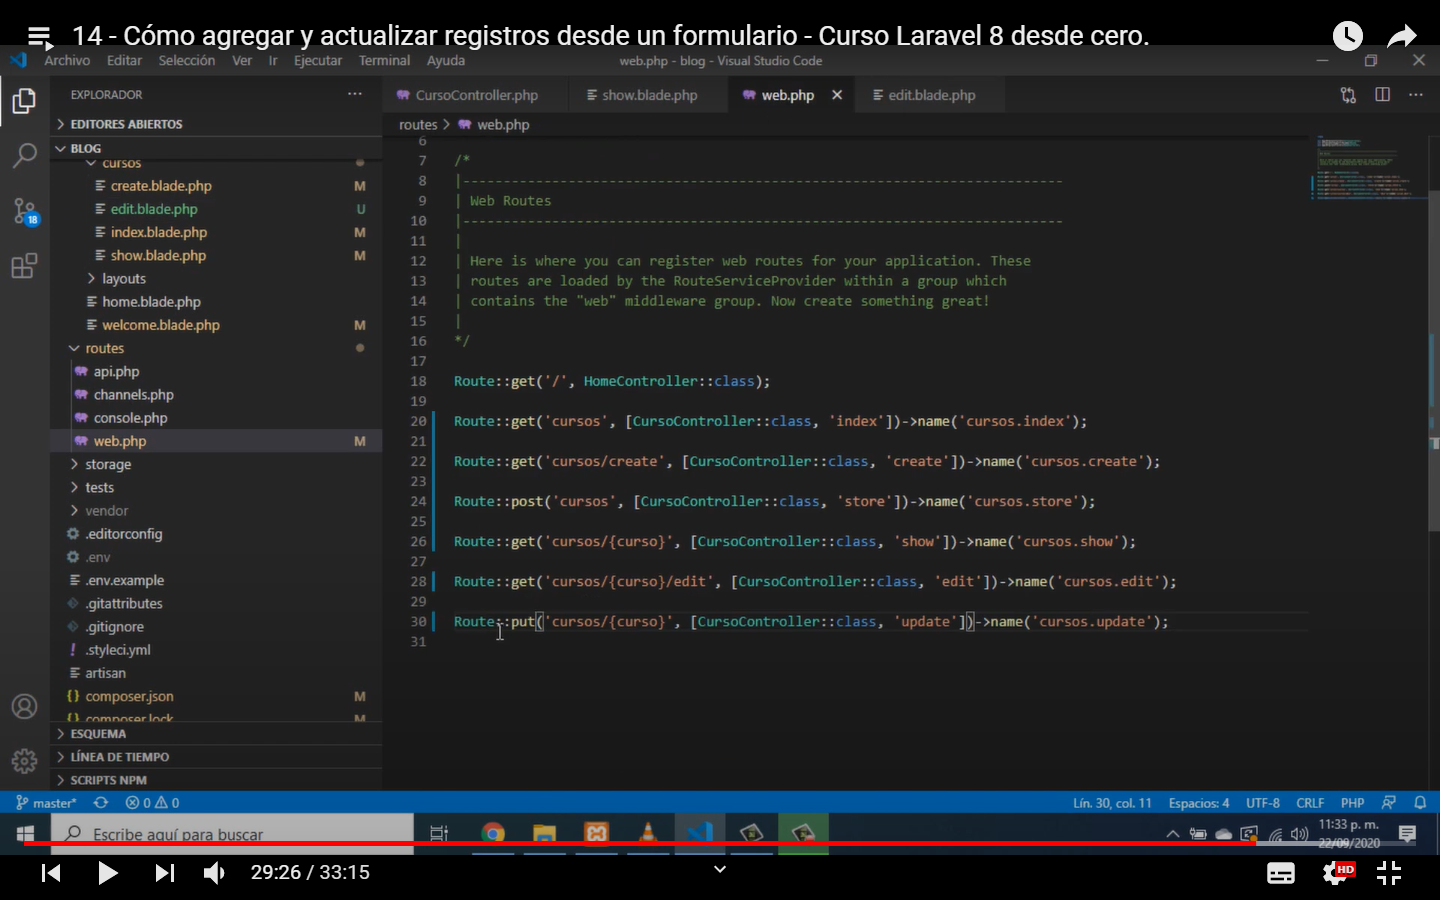 14 - Cómo agregar y actualizar registros desde un formulario - Curso Laravel 8 desde cero.
Archivo Editar Selección Ver Ir Ejecutar Terminal Ayuda
web.php - blog - Visual Studio Code
EXPLORADOR
EDITORES ABIERTOS
BLOG
cursos
create.blade.php M
edit.blade.php U
index.blade.php M
show.blade.php M
layouts
home.blade.php
welcome.blade.php M
routes
api.php
channels.php
console.php
web.php M
storage
tests
vendor
.editorconfig
.env
.env.example
.gitattributes
.gitignore
.styleci.yml
artisan
composer.json M
composer.lock M
ESQUEMA
LÍNEA DE TIEMPO
SCRIPTS NPM
18
CursoController.php show.blade.php web.php edit.blade.php
routes > web.php
6
7 /*
8 |--------------------------------------------------------------------------
9 | Web Routes
10 |--------------------------------------------------------------------------
11 |
12 | Here is where you can register web routes for your application. These
13 | routes are loaded by the RouteServiceProvider within a group which
14 | contains the "web" middleware group. Now create something great!
15 |
16 */
17
18 Route::get('/', HomeController::class);
19
20 Route::get('cursos', [CursoController::class, 'index'])->name('cursos.index');
21
22 Route::get('cursos/create', [CursoController::class, 'create'])->name('cursos.create');
23
24 Route::post('cursos', [CursoController::class, 'store'])->name('cursos.store');
25
26 Route::get('cursos/{curso}', [CursoController::class, 'show'])->name('cursos.show');
27
28 Route::get('cursos/{curso}/edit', [CursoController::class, 'edit'])->name('cursos.edit');
29
30 Route::put('cursos/{curso}', [CursoController::class, 'update'])->name('cursos.update');
31
master* 0 0
Lín. 30, col. 11 Espacios: 4 UTF-8 CRLF PHP
Escribe aquí para buscar
11:33 p. m.
22/09/2020
29:26 / 33:15
HD